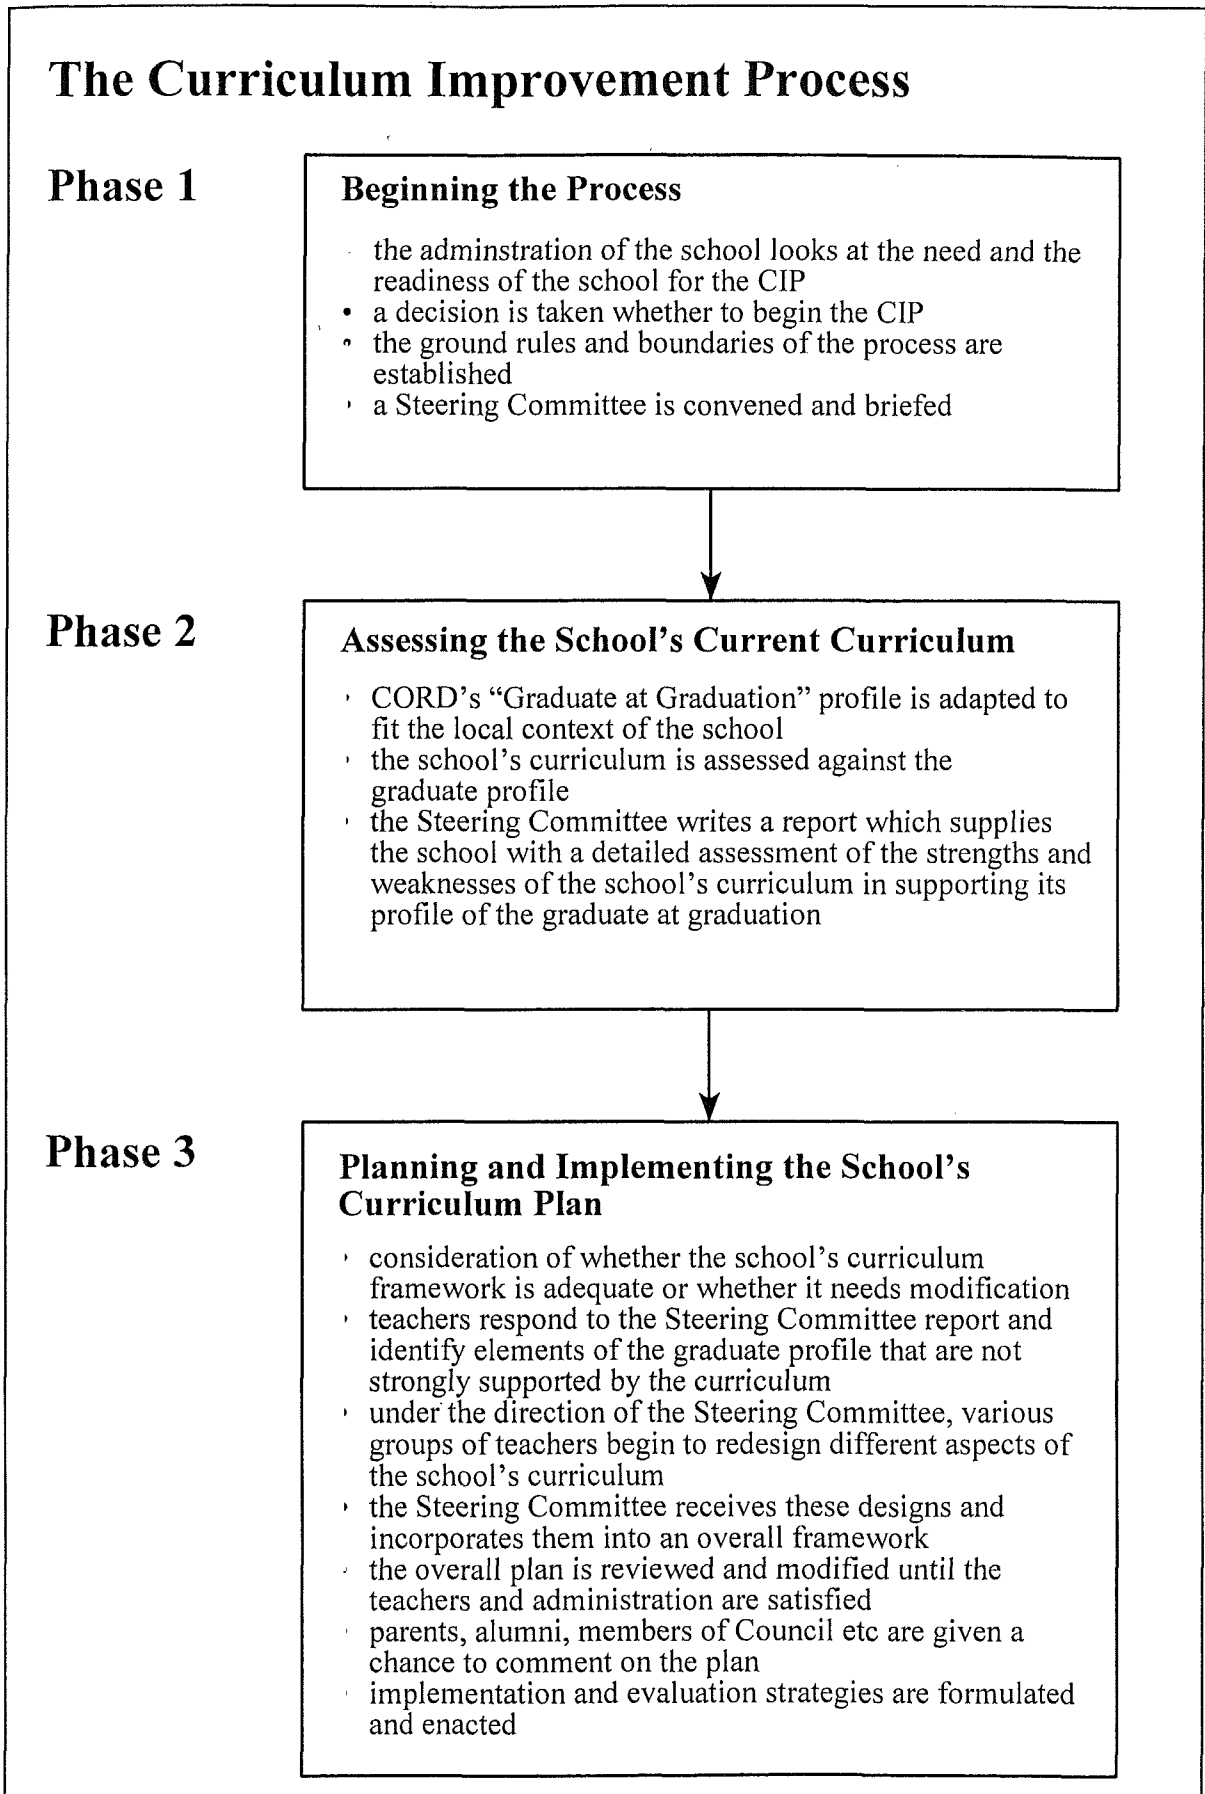 The Curriculum Improvement Process
Phase 1
Beginning the Process
· the adminstration of the school looks at the need and the
readiness of the school for the CIP
• a decision is taken whether to begin the CIP
• the ground rules and boundaries of the process are
established
• a Steering Committee is convened and briefed
Phase 2
Assessing the School's Current Curriculum
• CORD's “Graduate at Graduation” profile is adapted to
fit the local context of the school
• the school's curriculum is assessed against the
graduate profile
• the Steering Committee writes a report which supplies
the school with a detailed assessment of the strengths and
weaknesses of the school's curriculum in supporting its
profile of the graduate at graduation
Phase 3
Planning and Implementing the School's
Curriculum Plan
• consideration of whether the school's curriculum
framework is adequate or whether it needs modification
• teachers respond to the Steering Committee report and
identify elements of the graduate profile that are not
strongly supported by the curriculum
• under the direction of the Steering Committee, various
groups of teachers begin to redesign different aspects of
the school's curriculum
• the Steering Committee receives these designs and
incorporates them into an overall framework
• the overall plan is reviewed and modified until the
teachers and administration are satisfied
• parents, alumni, members of Council etc are given a
chance to comment on the plan
• implementation and evaluation strategies are formulated
and enacted